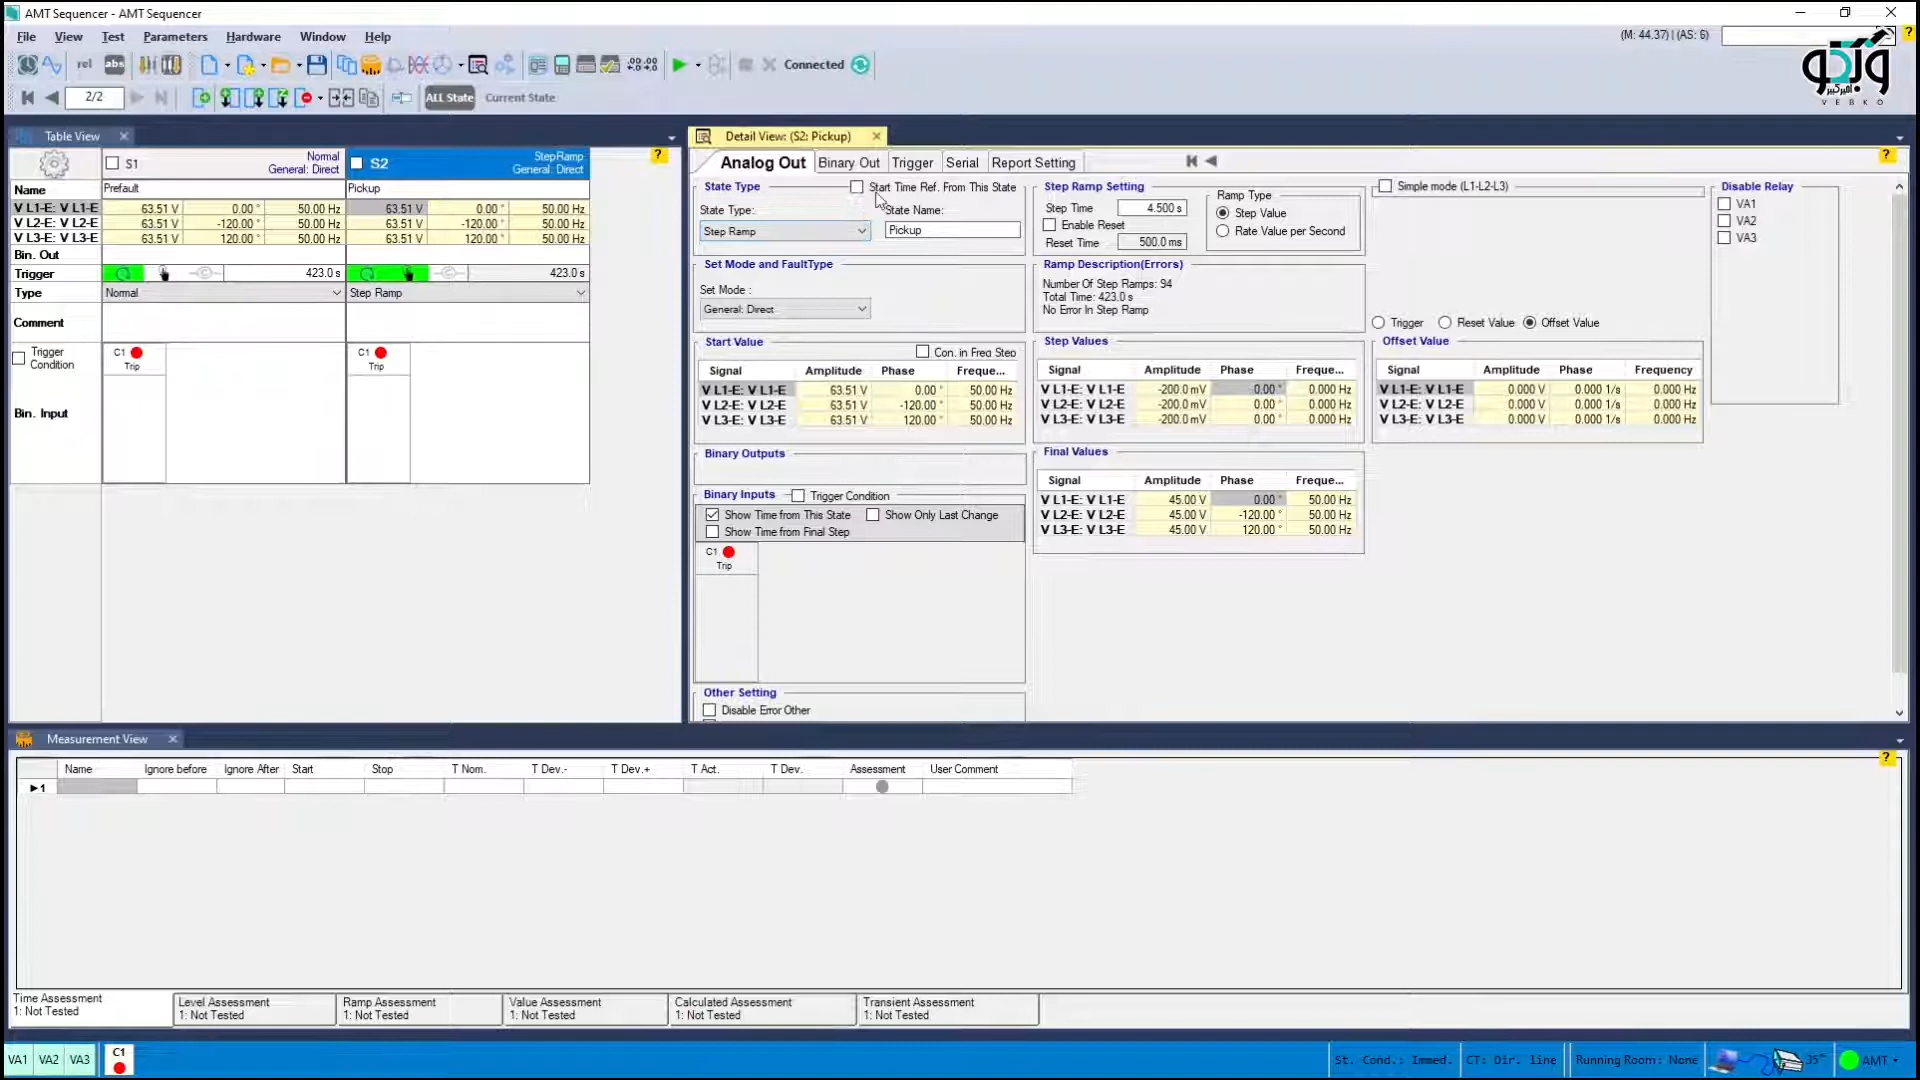 AMT Sequencer - AMT Sequencer
File View Test Parameters Hardware Window Help
(M: 44.37) | (AS: 6)
?
rel abs Connected
وبکو
امیرکبیر
VEBKO
2/2 ALL State Current State
Table View
Detail View: (S2: Pickup)
S1 Normal General: Direct S2 StepRamp General: Direct
?
Name Prefault Pickup
V L1-E: V L1-E 63.51 V 0.00 ° 50.00 Hz 63.51 V 0.00 ° 50.00 Hz
V L2-E: V L2-E 63.51 V -120.00 ° 50.00 Hz 63.51 V -120.00 ° 50.00 Hz
V L3-E: V L3-E 63.51 V 120.00 ° 50.00 Hz 63.51 V 120.00 ° 50.00 Hz
Bin. Out
Trigger 423.0 s 423.0 s
Type Normal Step Ramp
Comment
Trigger Condition
C1 Trip C1 Trip
Bin. Input
Analog Out Binary Out Trigger Serial Report Setting
?
State Type Start Time Ref. From This State
State Type: State Name:
Step Ramp Pickup
Set Mode and FaultType
Set Mode :
General: Direct
Start Value Con. in Freq Step
Signal Amplitude Phase Freque...
V L1-E: V L1-E 63.51 V 0.00 ° 50.00 Hz
V L2-E: V L2-E 63.51 V -120.00 ° 50.00 Hz
V L3-E: V L3-E 63.51 V 120.00 ° 50.00 Hz
Binary Outputs
Binary Inputs Trigger Condition
Show Time from This State Show Only Last Change
Show Time from Final Step
C1
Trip
Other Setting
Disable Error Other
Step Ramp Setting
Step Time 4.500 s
Enable Reset
Reset Time 500.0 ms
Ramp Type
Step Value
Rate Value per Second
Ramp Description(Errors)
Number Of Step Ramps: 94
Total Time: 423.0 s
No Error In Step Ramp
Step Values
Signal Amplitude Phase Freque...
V L1-E: V L1-E -200.0 mV 0.00 ° 0.000 Hz
V L2-E: V L2-E -200.0 mV 0.00 ° 0.000 Hz
V L3-E: V L3-E -200.0 mV 0.00 ° 0.000 Hz
Final Values
Signal Amplitude Phase Freque...
V L1-E: V L1-E 45.00 V 0.00 ° 50.00 Hz
V L2-E: V L2-E 45.00 V -120.00 ° 50.00 Hz
V L3-E: V L3-E 45.00 V 120.00 ° 50.00 Hz
Simple mode (L1-L2-L3)
Trigger Reset Value Offset Value
Offset Value
Signal Amplitude Phase Frequency
V L1-E: V L1-E 0.000 V 0.000 1/s 0.000 Hz
V L2-E: V L2-E 0.000 V 0.000 1/s 0.000 Hz
V L3-E: V L3-E 0.000 V 0.000 1/s 0.000 Hz
Disable Relay
VA1
VA2
VA3
Measurement View
?
Name Ignore before Ignore After Start Stop T Nom. T Dev.- T Dev.+ T Act. T Dev. Assessment User Comment
1
Time Assessment Level Assessment Ramp Assessment Value Assessment Calculated Assessment Transient Assessment
1: Not Tested 1: Not Tested 1: Not Tested 1: Not Tested 1: Not Tested 1: Not Tested
VA1 VA2 VA3 C1 St. Cond.: Immed. CT: Dir. line Running Room: None 35° AMT